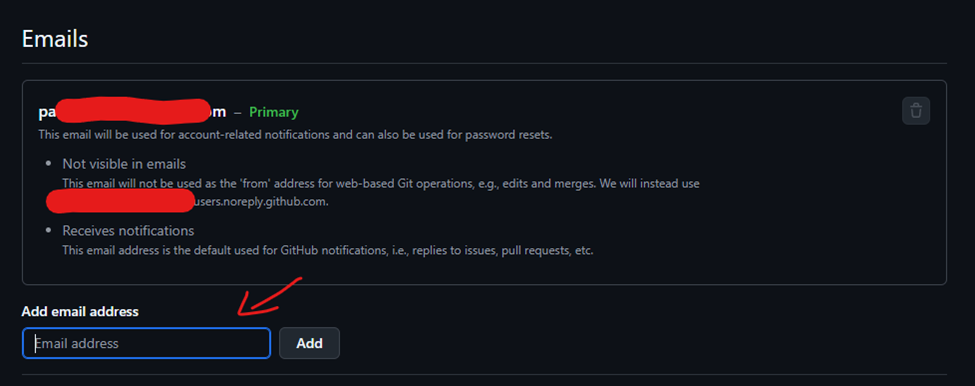 Emails
pa m – Primary
This email will be used for account-related notifications and can also be used for password resets.
• Not visible in emails
This email will not be used as the 'from' address for web-based Git operations, e.g., edits and merges. We will instead use
users.noreply.github.com.
• Receives notifications
This email address is the default used for GitHub notifications, i.e., replies to issues, pull requests, etc.
Add email address
Email address
Add